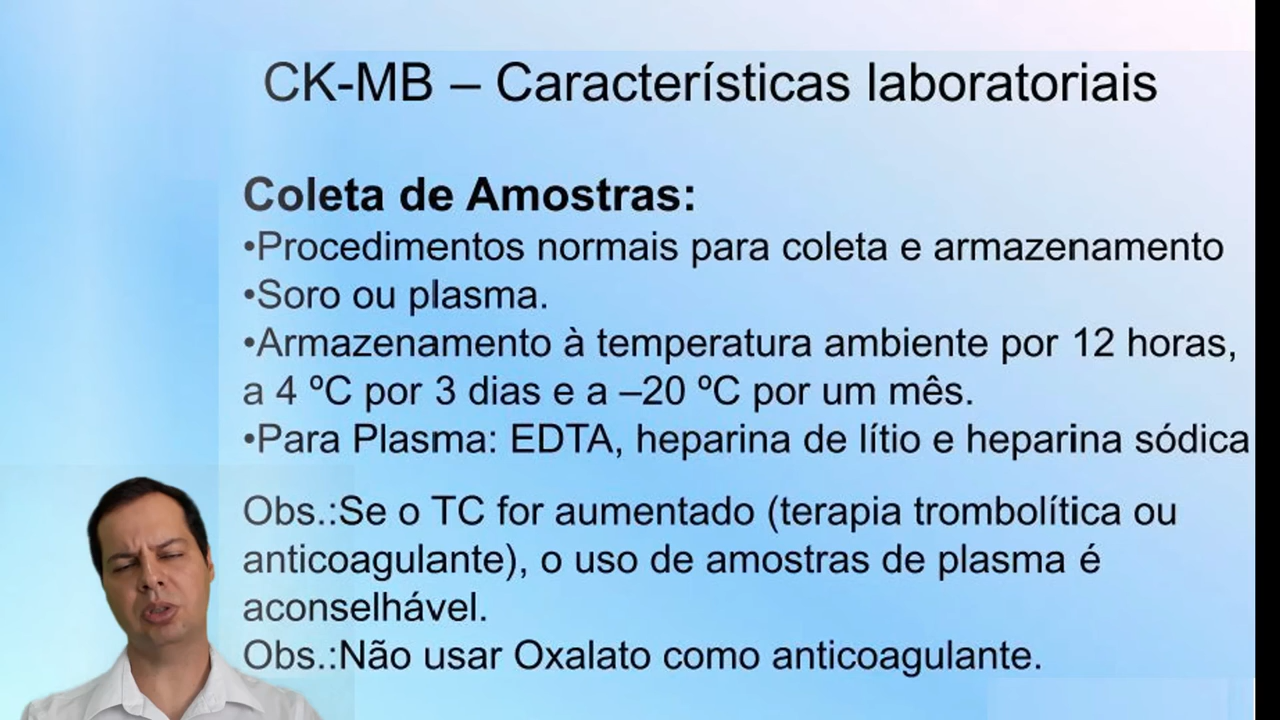 CK-MB – Características laboratoriais
Coleta de Amostras:
•Procedimentos normais para coleta e armazenamento
•Soro ou plasma.
•Armazenamento à temperatura ambiente por 12 horas,
a 4 ºC por 3 dias e a –20 ºC por um mês.
•Para Plasma: EDTA, heparina de lítio e heparina sódica
Obs.:Se o TC for aumentado (terapia trombolítica ou
anticoagulante), o uso de amostras de plasma é
aconselhável.
Obs.:Não usar Oxalato como anticoagulante.